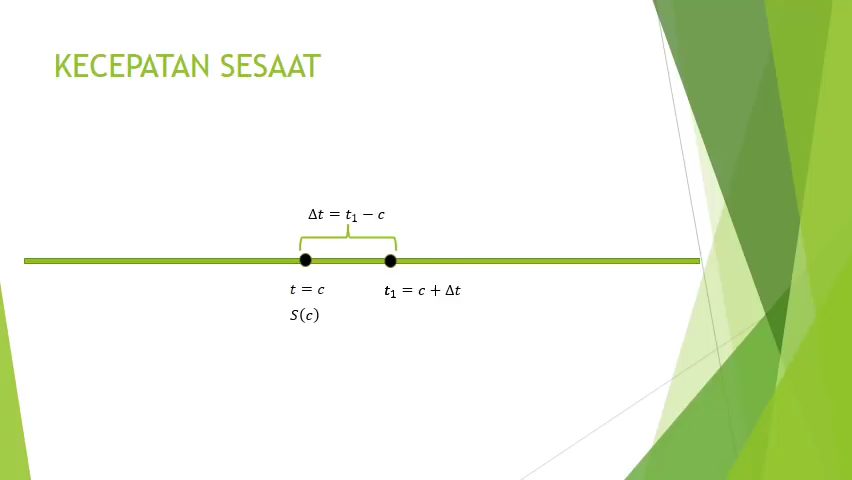 KECEPATAN SESAAT
Δt = t₁ − c
t = c
t₁ = c + Δt
S(c)